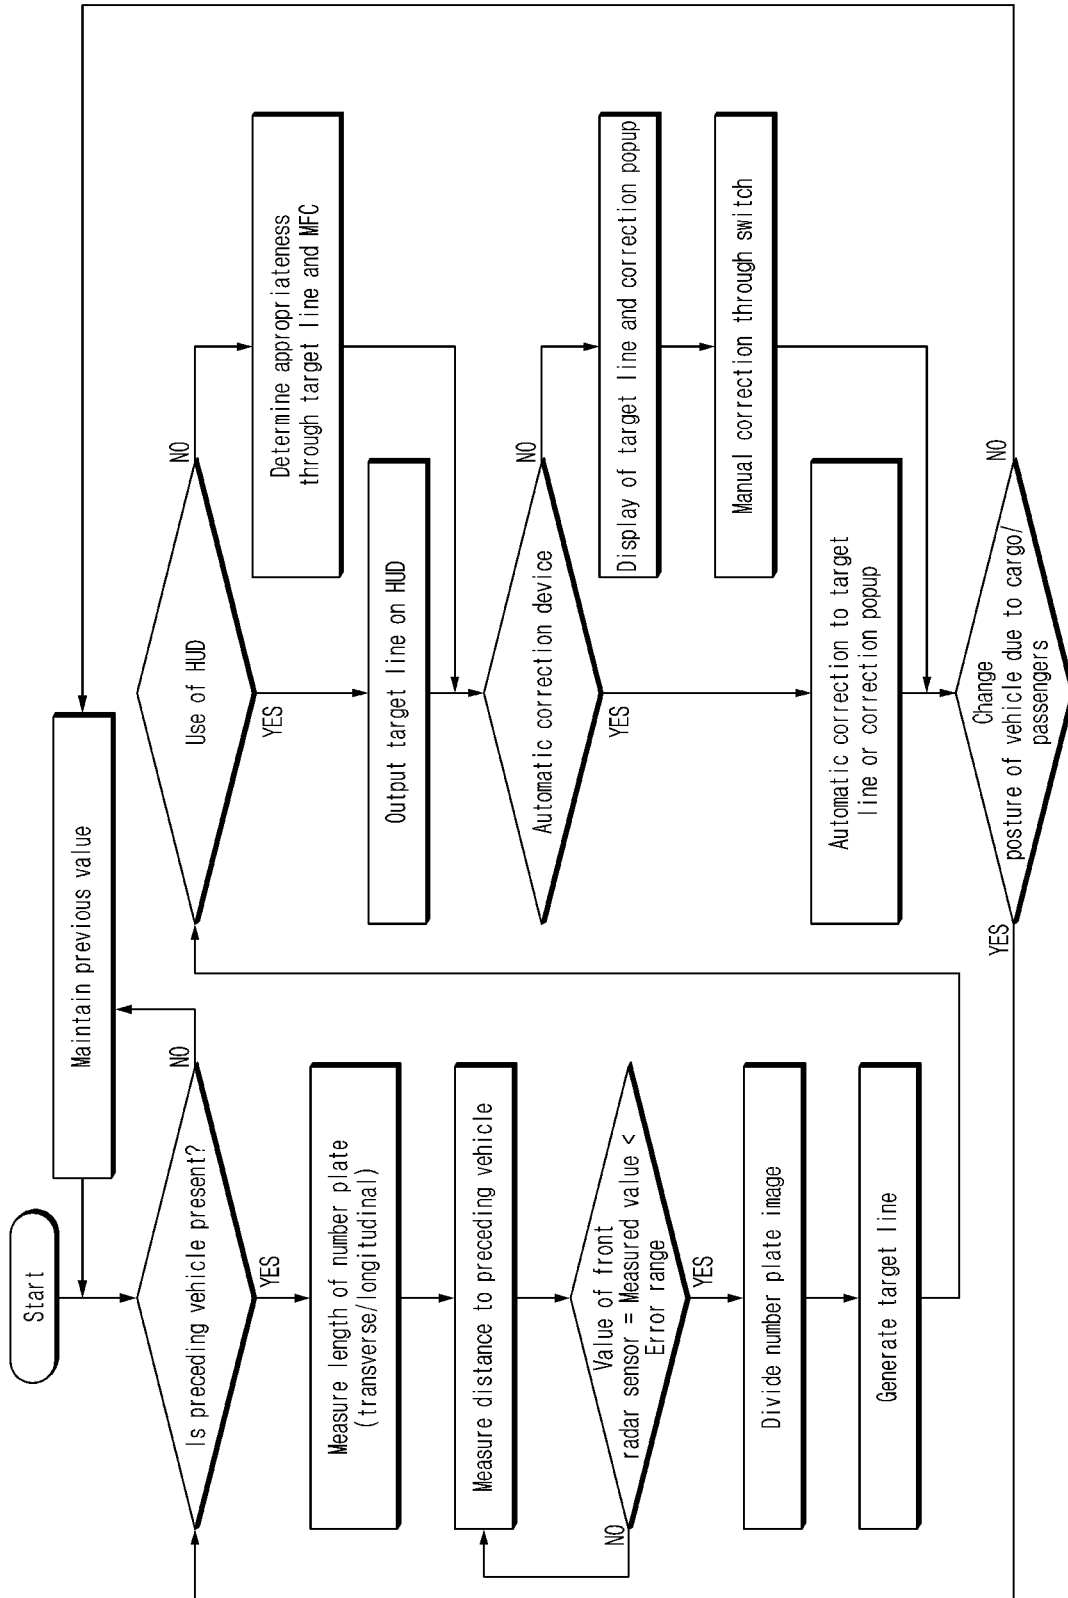 Start
Maintain previous value
Is preceding vehicle present?
NO
YES
Measure length of number plate
(transverse/longitudinal)
Measure distance to preceding vehicle
Value of front
radar sensor = Measured value <
Error range
NO
YES
Divide number plate image
Generate target line
Use of HUD
NO
YES
Determine appropriateness
through target line and MFC
Output target line on HUD
Automatic correction device
NO
YES
Display of target line and correction popup
Manual correction through switch
Automatic correction to target
line or correction popup
Change
posture of vehicle due to cargo/
passengers
YES
NO